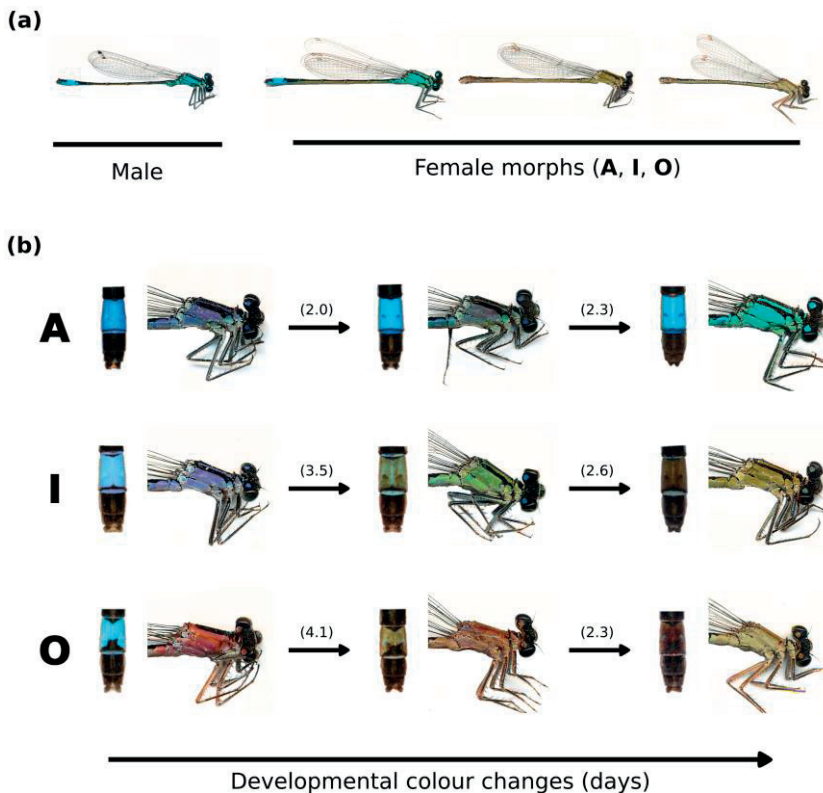 (a)
Male
Female morphs (A, I, O)
(b)
A
(2.0)
(2.3)
I
(3.5)
(2.6)
O
(4.1)
(2.3)
Developmental colour changes (days)